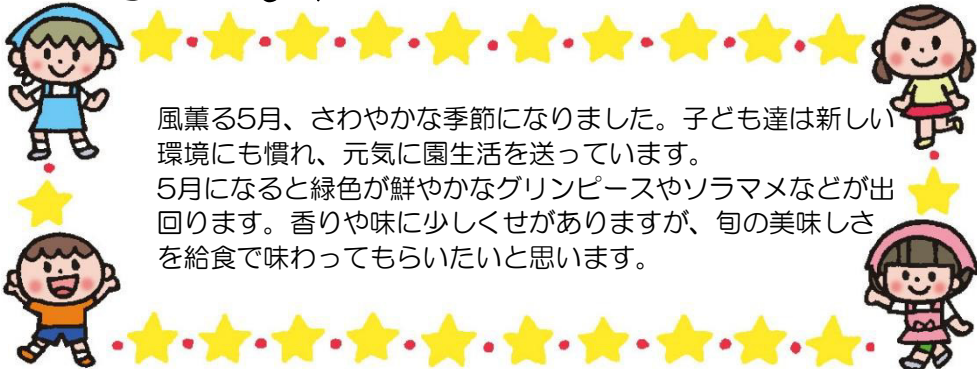 風薫る5月、さわやかな季節になりました。子ども達は新しい
環境にも慣れ、元気に園生活を送っています。
5月になると緑色が鮮やかなグリンピースやソラマメなどが出
回ります。香りや味に少しくせがありますが、旬の美味しさ
を給食で味わってもらいたいと思います。